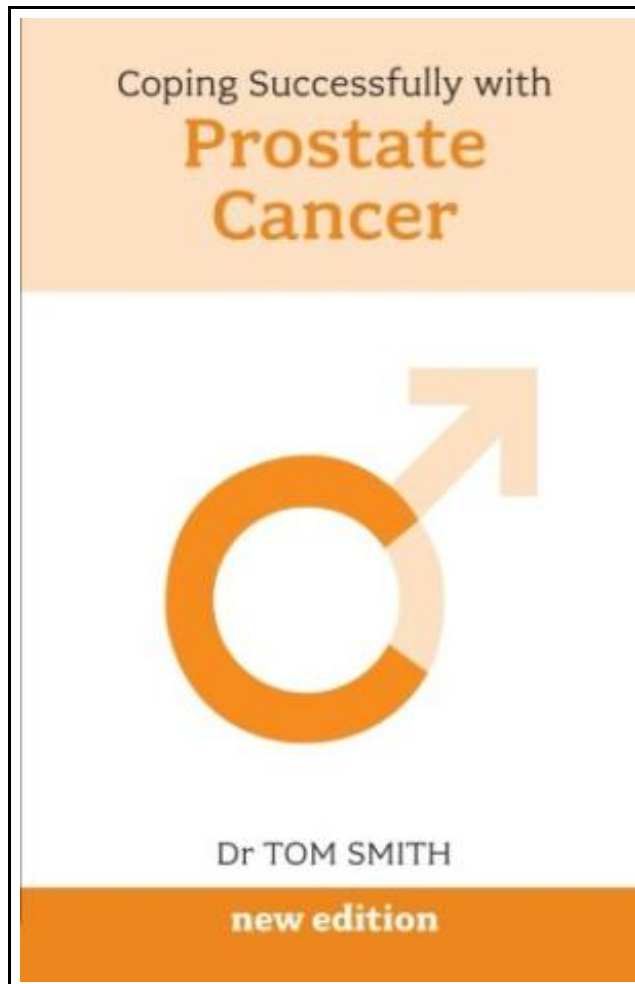 Coping Successfully with
Prostate
Cancer
Dr TOM SMITH
new edition